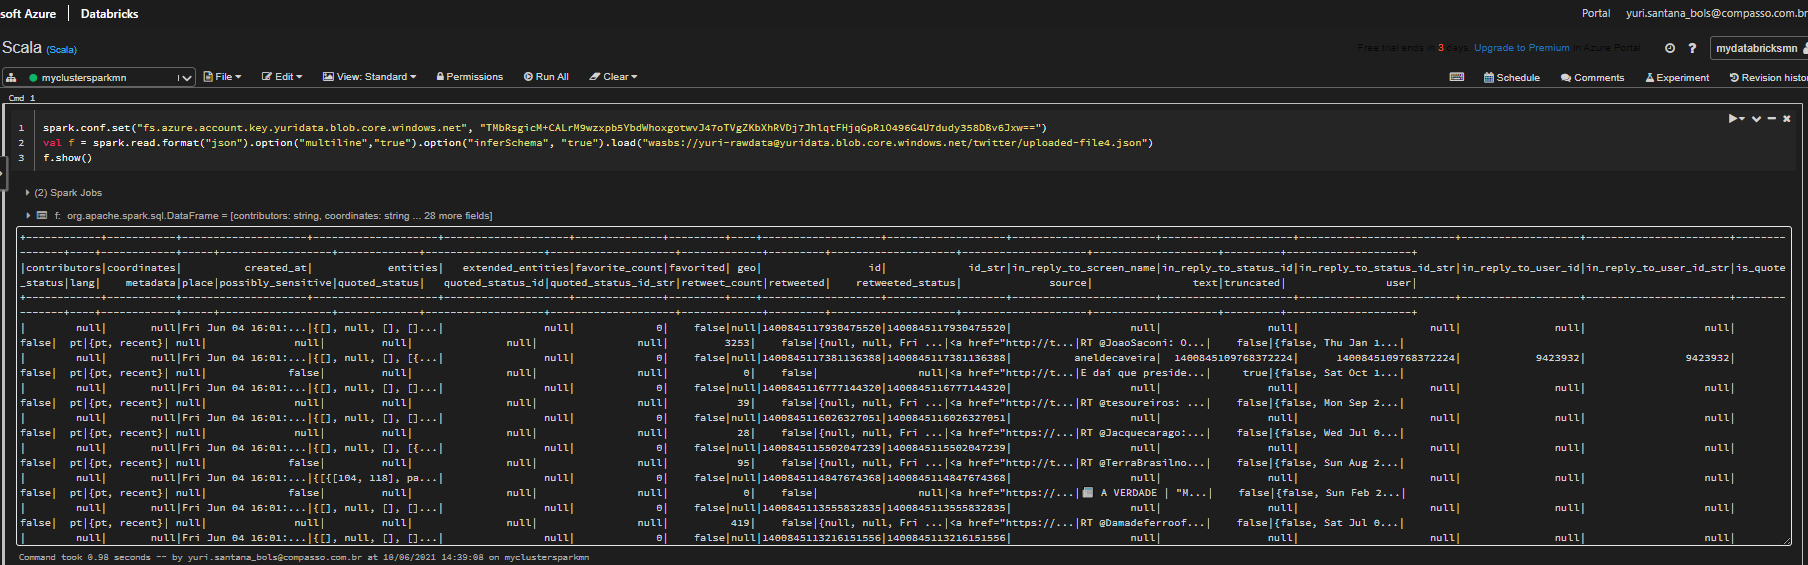 soft Azure | Databricks
Portal yuri.santana_bols@compasso.com.br
Scala (Scala)
Free trial ends in 3 days. Upgrade to Premium in Azure Portal
? mydatabricksmn
myclustersparkmn File Edit View: Standard Permissions Run All Clear Schedule Comments Experiment Revision histo
Cmd 1
1 spark.conf.set("fs.azure.account.key.yuridata.blob.core.windows.net", "")
2 val f = spark.read.format("json").option("multiline","true").option("inferSchema", "true").load("wasbs://yuri-rawdata@yuridata.blob.core.windows.net/twitter/uploaded-file4.json")
3 f.show()
(2) Spark Jobs
f: org.apache.spark.sql.DataFrame = [contributors: string, coordinates: string ... 28 more fields]
|contributors|coordinates| created_at| entities| extended_entities|favorite_count|favorited| geo| id| id_str|in_reply_to_screen_name|in_reply_to_status_id|in_reply_to_status_id_str|in_reply_to_user_id|in_reply_to_user_id_str|is_quote
_status|lang| metadata|place|possibly_sensitive|quoted_status| quoted_status_id|quoted_status_id_str|retweet_count|retweeted| retweeted_status| source| text|truncated| user|
| null| null|Fri Jun 04 16:01:...|{[], null, [], []...| null| 0| false|null|1400845117930475520|1400845117930475520| null| null| null| null| null|
false| pt|{pt, recent}| null| null| null| null| null| 3253| false|{null, null, Fri ...|<a href="http://t...|RT @JoaoSaconi: O...| false|{false, Thu Jan 1...|
| null| null|Fri Jun 04 16:01:...|{[], null, [], [{...| null| 0| false|null|1400845117381136388|1400845117381136388| aneldecaveira| 1400845109768372224| 1400845109768372224| 9423932| 9423932|
false| pt|{pt, recent}| null| false| null| null| null| 0| false| null|<a href="http://t...|E daí que preside...| true|{false, Sat Oct 1...|
| null| null|Fri Jun 04 16:01:...|{[], null, [], []...| null| 0| false|null|1400845116777144320|1400845116777144320| null| null| null| null| null|
false| pt|{pt, recent}| null| null| null| null| null| 39| false|{null, null, Fri ...|<a href="http://t...|RT @tesoureiros: ...| false|{false, Mon Sep 2...|
| null| null|Fri Jun 04 16:01:...|{[], null, [], []...| null| 0| false|null|1400845116026327051|1400845116026327051| null| null| null| null| null|
false| pt|{pt, recent}| null| null| null| null| null| 28| false|{null, null, Fri ...|<a href="https://...|RT @Jacquecarago:...| false|{false, Wed Jul 0...|
| null| null|Fri Jun 04 16:01:...|{[], null, [], [{...| null| 0| false|null|1400845115502047239|1400845115502047239| null| null| null| null| null|
false| pt|{pt, recent}| null| false| null| null| null| 95| false|{null, null, Fri ...|<a href="http://t...|RT @TerraBrasilno...| false|{false, Sun Aug 2...|
| null| null|Fri Jun 04 16:01:...|{[{[104, 118], pa...| null| 0| false|null|1400845114847674368|1400845114847674368| null| null| null| null| null|
false| pt|{pt, recent}| null| false| null| null| null| 0| false| null|<a href="https://...|📰 A VERDADE | "M...| false|{false, Sun Feb 2...|
| null| null|Fri Jun 04 16:01:...|{[], null, [], []...| null| 0| false|null|1400845113555832835|1400845113555832835| null| null| null| null| null|
false| pt|{pt, recent}| null| null| null| null| null| 419| false|{null, null, Fri ...|<a href="https://...|RT @Damadeferroof...| false|{false, Sat Jul 0...|
| null| null|Fri Jun 04 16:01:...|{[], null, [], []...| null| 0| false|null|1400845113216151556|1400845113216151556| null| null| null| null| null|
Command took 0.98 seconds -- by yuri.santana_bols@compasso.com.br at 10/06/2021 14:39:08 on myclustersparkmn